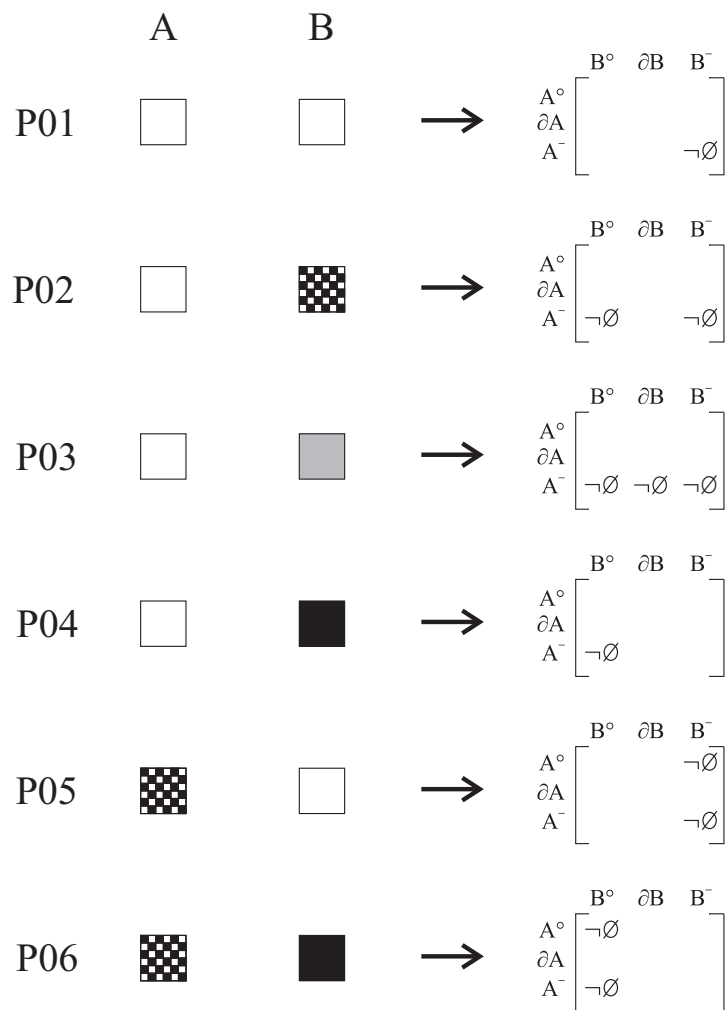 A B
B° ∂B B⁻
A°
P01 ∂A
A⁻ ¬∅
B° ∂B B⁻
A°
P02 ∂A
A⁻ ¬∅ ¬∅
B° ∂B B⁻
A°
P03 ∂A
A⁻ ¬∅ ¬∅ ¬∅
B° ∂B B⁻
A°
P04 ∂A
A⁻ ¬∅
B° ∂B B⁻
A° ¬∅
P05 ∂A
A⁻ ¬∅
B° ∂B B⁻
A° ¬∅
P06 ∂A
A⁻ ¬∅